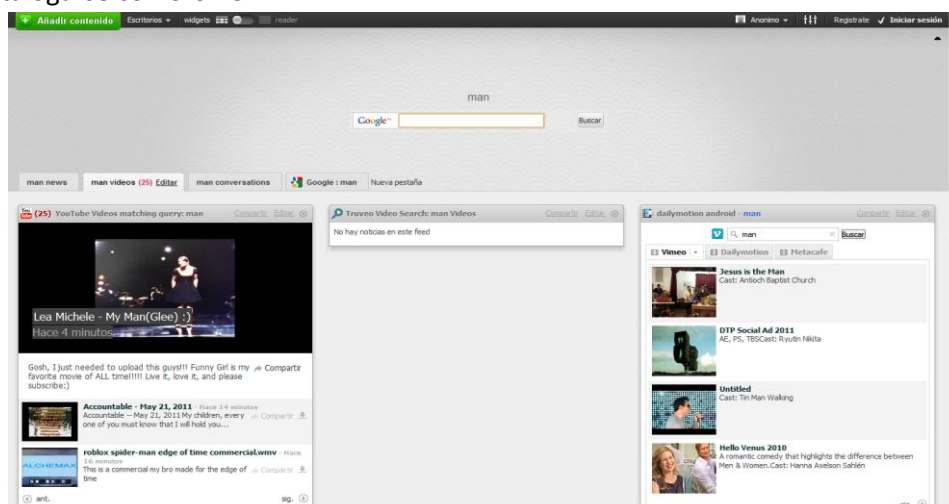 Añadir contenido Escritorios widgets reader Anonimo Registrate Iniciar sesión
man
Google Buscar
man news man videos (25) Editar man conversations Google : man Nueva pestaña
You Tube (25) YouTube Videos matching query: man Compartir Editar
Lea Michele - My Man(Glee) :)
Hace 4 minutos
Gosh, I just needed to upload this guys!!! Funny Girl is my Compartir
favorite movie of ALL time!!!!! Live it, love it, and please
subscribe:)
Accountable - May 21, 2011 - Hace 14 minutos
Accountable -- May 21, 2011 My children, every Compartir
one of you must know that I will hold you...
roblox spider-man edge of time commercial.wmv - Hace
16 minutos
ALCHEMAX
This is a commercial my bro made for the edge of Compartir
time
ant. sig.
Truveo Video Search: man Videos Compartir Editar
No hay noticias en este feed
dailymotion android - man Compartir Editar
man Buscar
Vimeo Dailymotion Metacafe
Jesus is the Man
Cast: Antioch Baptist Church
DTP Social Ad 2011
AE, PS, TBSCast: Ryutin Nikita
Untitled
Cast: Tin Man Walking
Hello Venus 2010
A romantic comedy that highlights the difference between
Men & Women.Cast: Hanna Axelson Sahlén